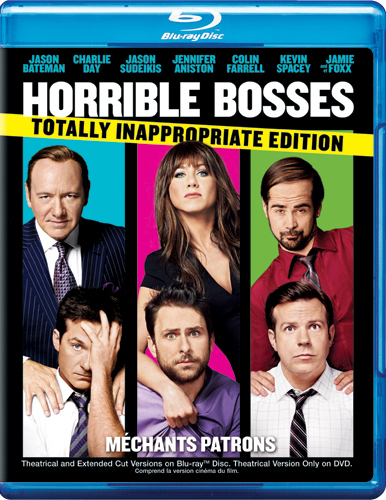 Blu-ray Disc
JASON BATEMAN CHARLIE DAY JASON SUDEIKIS JENNIFER ANISTON COLIN FARRELL KEVIN SPACEY AND JAMIE FOXX
HORRIBLE BOSSES
TOTALLY INAPPROPRIATE EDITION
MÉCHANTS PATRONS
Theatrical and Extended Cut Versions on Blu-ray™ Disc. Theatrical Version Only on DVD.
Comprend la version cinéma du film.